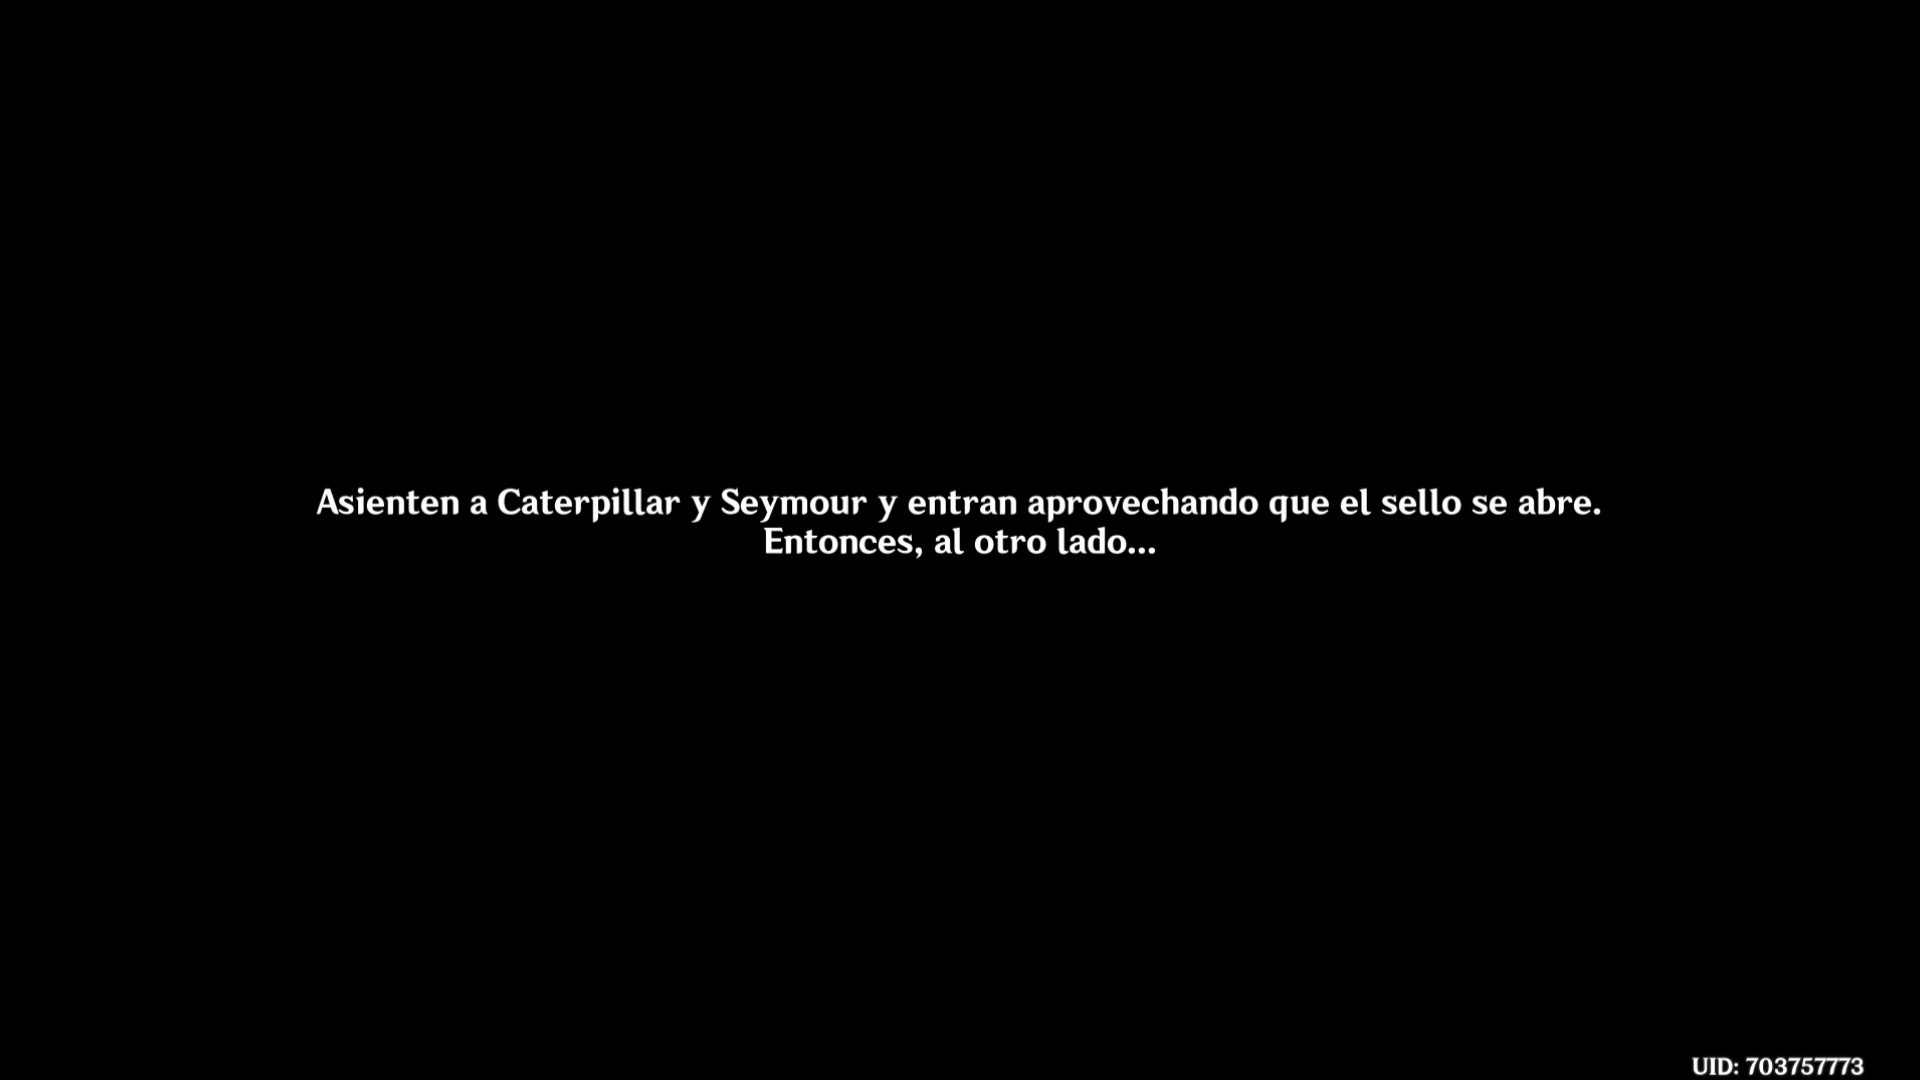 Asienten a Caterpillar y Seymour y entran aprovechando que el sello se abre.
Entonces, al otro lado...
UID: 703757773